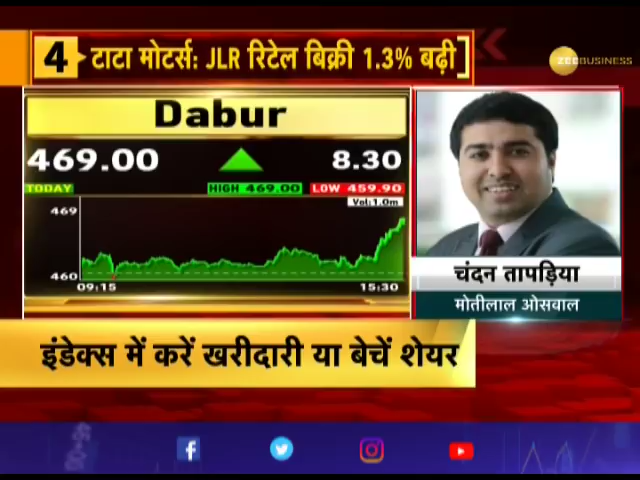 4 टाटा मोटर्स: JLR रिटेल बिक्री 1.3% बढ़ी
ZEEBUSINESS
Dabur
469.00 8.30
TODAY HIGH 469.00 LOW 459.90
Vol:1.0m
469
460
09:15 15:30
चंदन तापड़िया
मोतीलाल ओसवाल
इंडेक्स में करें खरीदारी या बेचें शेयर